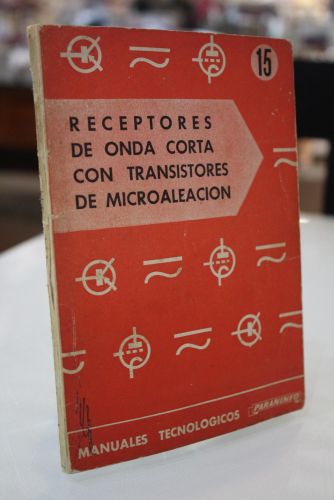 15
RECEPTORES
DE ONDA CORTA
CON TRANSISTORES
DE MICROALEACION
MANUALES TECNOLOGICOS PARANINFO